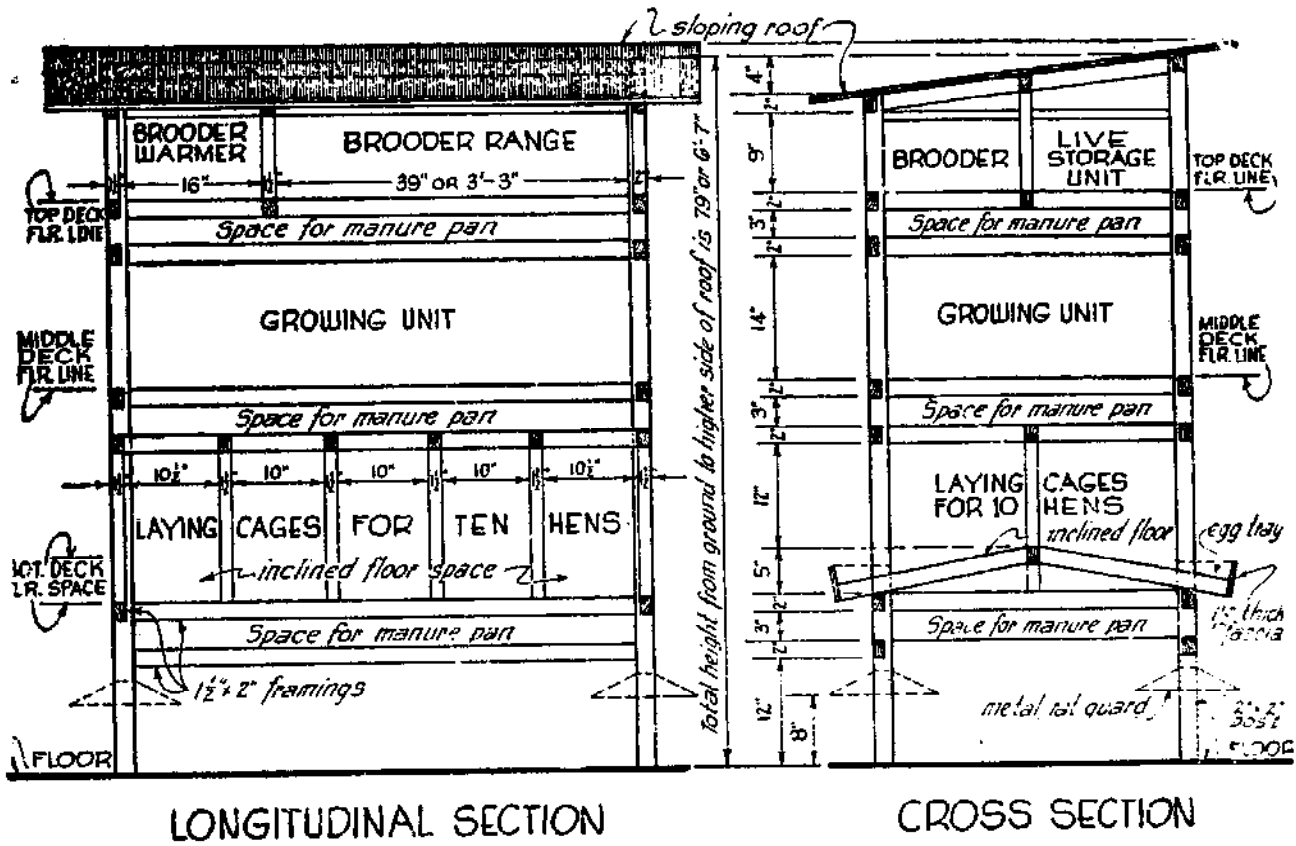 sloping roof
BROODER
WARMER
BROODER RANGE
16"
39" OR 3'-3"
2"
TOP DECK
FLR. LINE
Space for manure pan
GROWING UNIT
MIDDLE
DECK
FLR. LINE
Space for manure pan
10½"
10"
10"
10"
10½"
LAYING CAGES FOR TEN HENS
inclined floor space
BOT. DECK
Space for manure pan
1½" 2" framings
FLOOR
LONGITUDINAL SECTION
Total height from ground to higher side of roof is 79" or 6'-7"
4"
2"
9"
2"
3"
2"
14"
2"
3"
2"
12"
5"
2"
3"
2"
12"
8"
BROODER
LIVE
STORAGE
UNIT
TOP DECK
FLR. LINE
Space for manure pan
GROWING UNIT
MIDDLE
DECK
FLR. LINE
Space for manure pan
LAYING CAGES
FOR 10 HENS
inclined floor
egg tray
thick
Space for manure pan
metal rat guard
2" 2"
FLOOR
CROSS SECTION